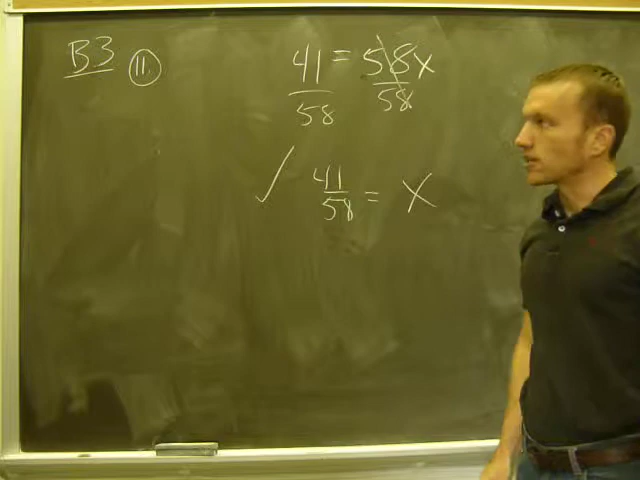 B3 11. 41 = 58x
58 58
✓ 41
58 = x